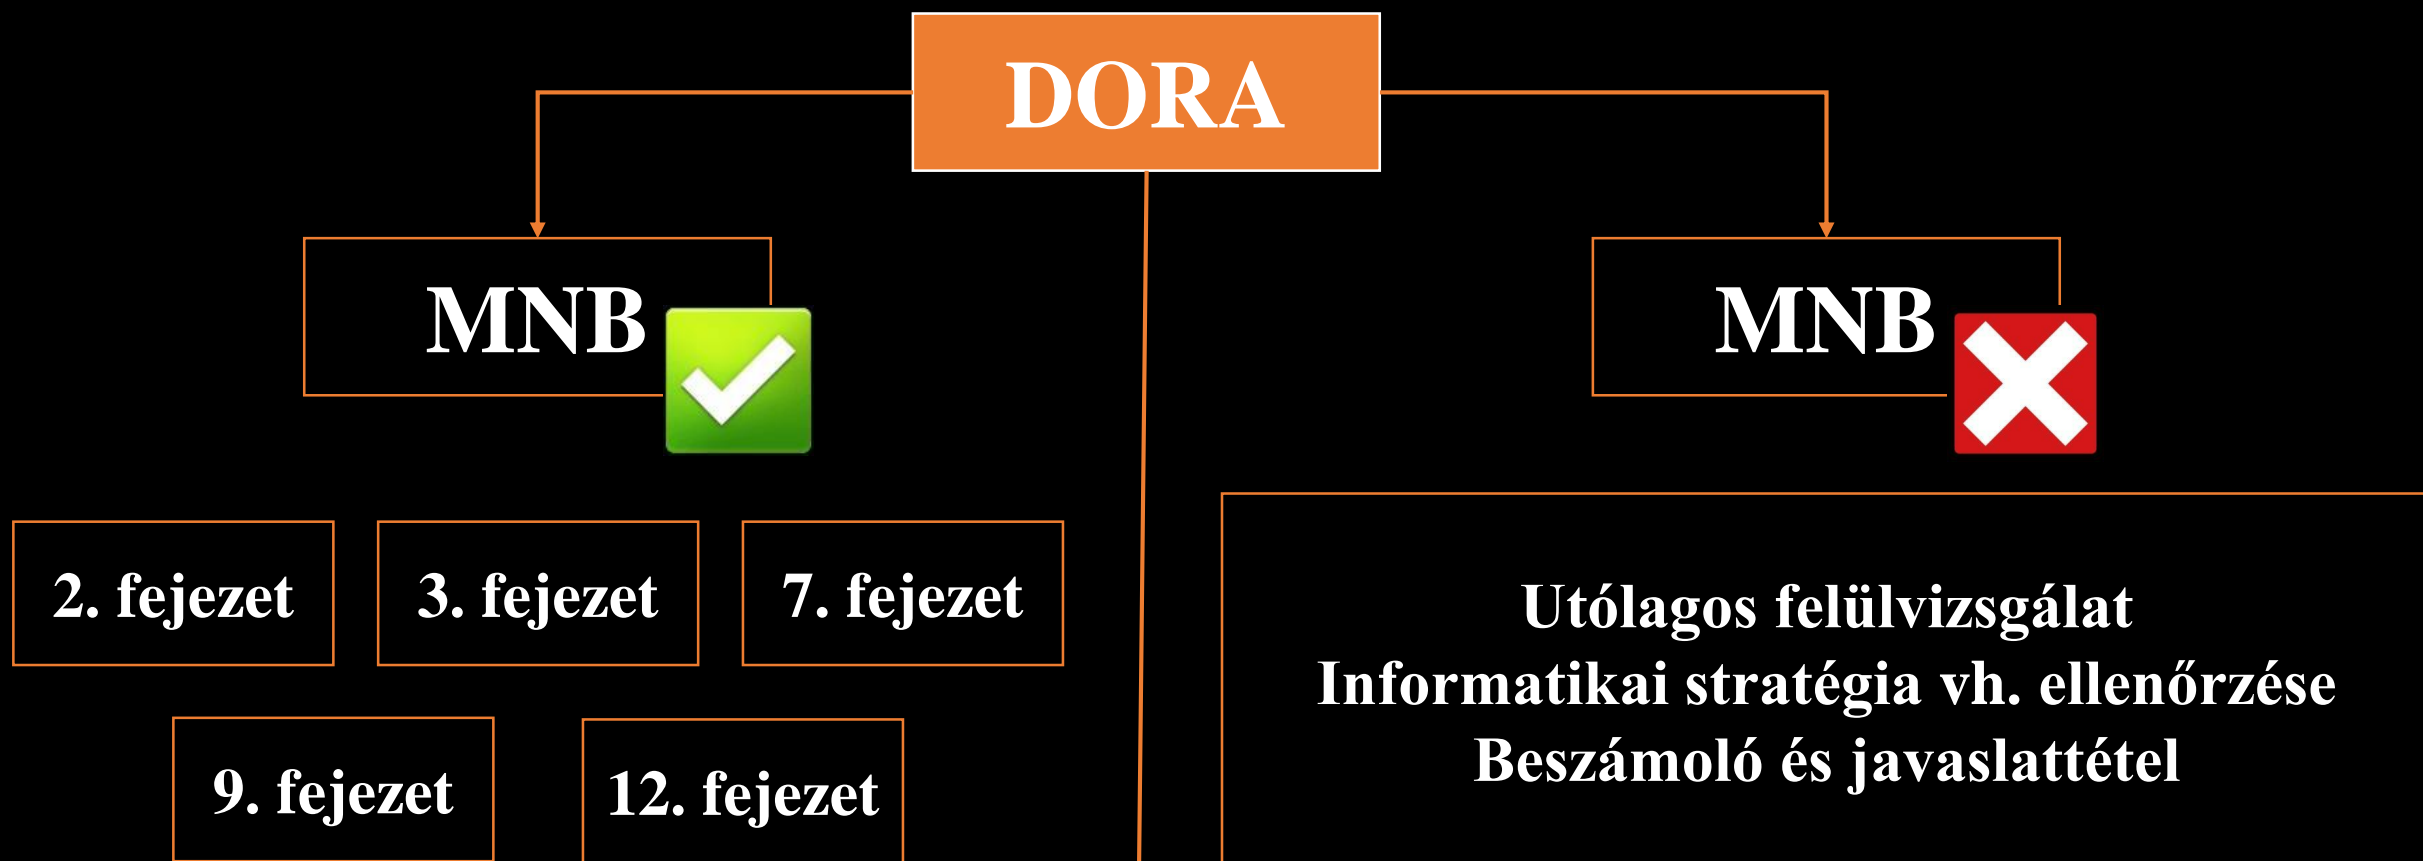 DORA
MNB
MNB
2. fejezet
3. fejezet
7. fejezet
9. fejezet
12. fejezet
Utólagos felülvizsgálat
Informatikai stratégia vh. ellenőrzése
Beszámoló és javaslattétel